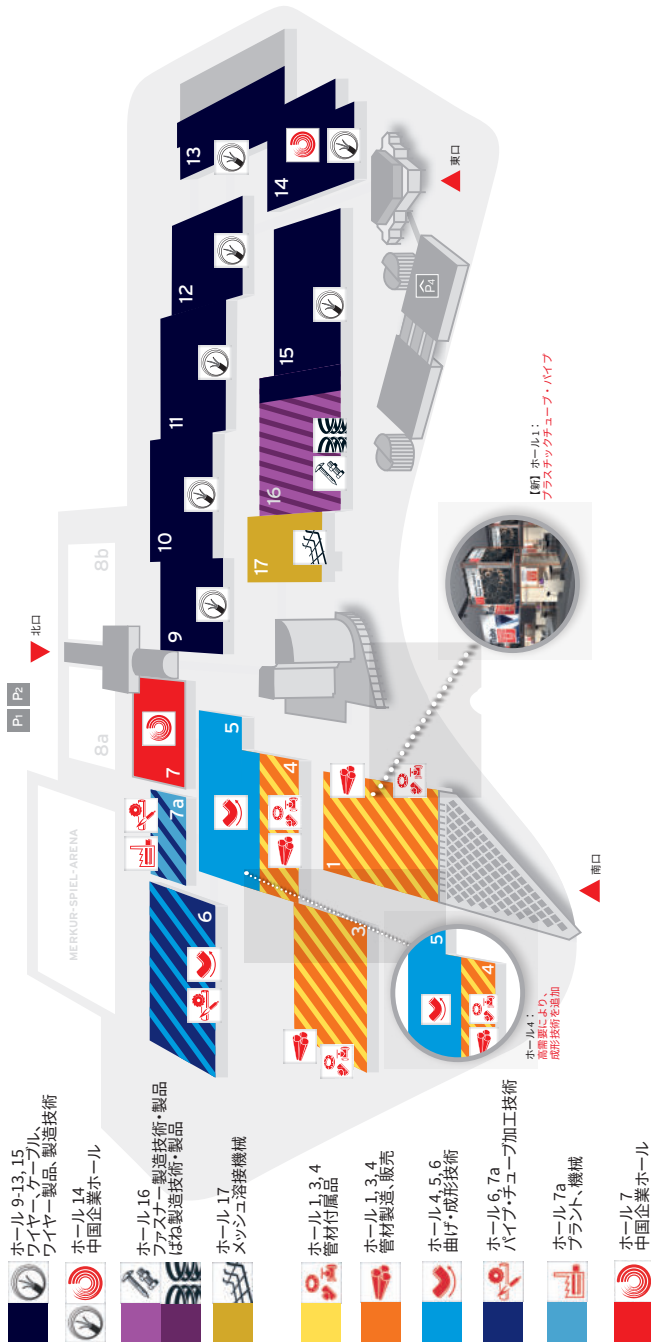 ホール 9-13, 15
ワイヤー、ケーブル、
ワイヤー製品、製造技術
ホール 14
中国企業ホール
ホール 16
ファスナー製造技術・製品
ばね製造技術・製品
ホール 17
メッシュ溶接機械
ホール 1, 3, 4
管材付属品
ホール 1, 3, 4
管材製造、販売
ホール 4, 5, 6
曲げ・成形技術
ホール 6, 7a
パイプ・チューブ加工技術
ホール 7a
プラント、機械
ホール 7
中国企業ホール
MERKUR-SPIEL-ARENA
P1 P2
北口
8a
8b
6
7a
7
9
10
11
12
13
14
15
16
17
5
4
3
1
P4
東口
南口
【新】 ホール 1：
プラスチックチューブ・パイプ
5
4
ホール 4：
高需要により、
成形技術を追加